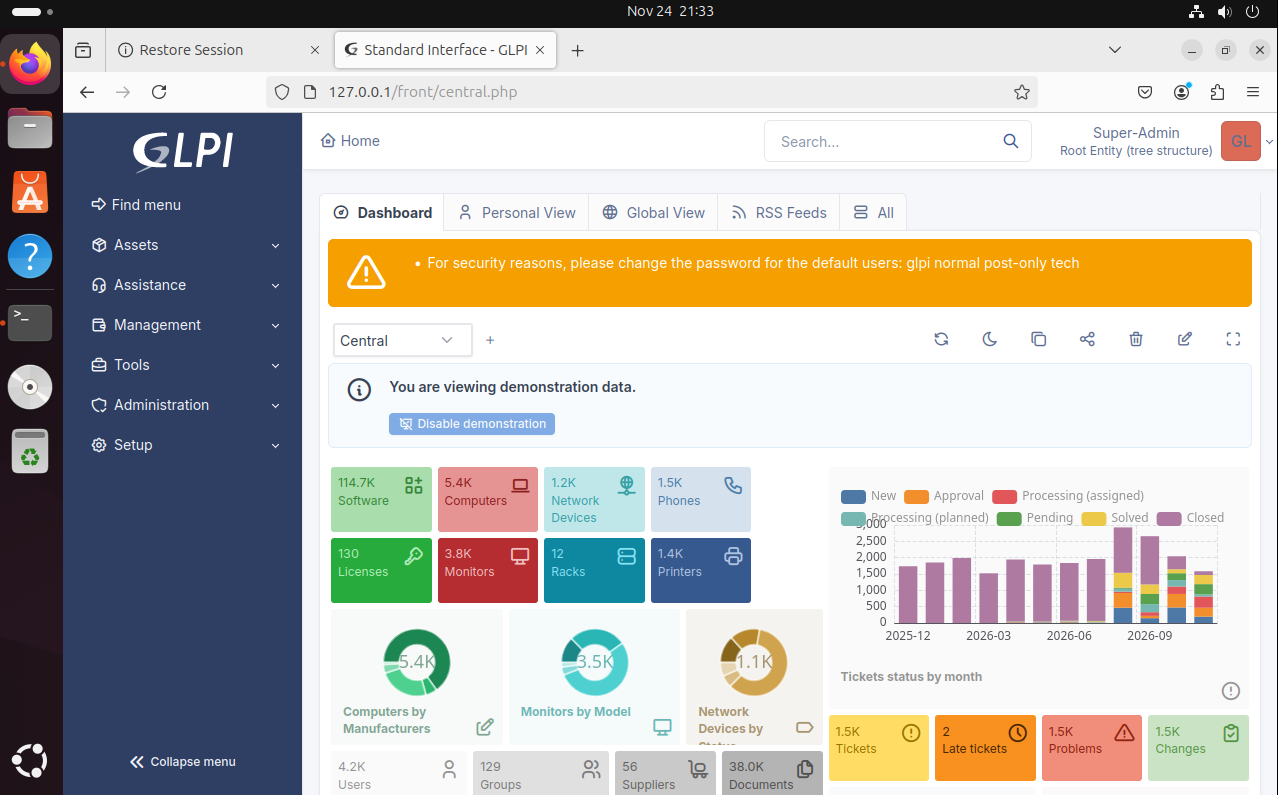 Nov 24 21:33
Restore Session
Standard Interface - GLPI
127.0.0.1/front/central.php
GLPI
Home
Search...
Super-Admin
Root Entity (tree structure)
GL
Find menu
Assets
Assistance
Management
Tools
Administration
Setup
Collapse menu
Dashboard
Personal View
Global View
RSS Feeds
All
• For security reasons, please change the password for the default users: glpi normal post-only tech
Central
You are viewing demonstration data.
Disable demonstration
114.7K
Software
5.4K
Computers
1.2K
Network
Devices
1.5K
Phones
130
Licenses
3.8K
Monitors
12
Racks
1.4K
Printers
5.4K
Computers by
Manufacturers
3.5K
Monitors by Model
1.1K
Network
Devices by
Status
4.2K
Users
129
Groups
56
Suppliers
38.0K
Documents
New
Approval
Processing (assigned)
Processing (planned)
Pending
Solved
Closed
3,000
2,500
2,000
1,500
1,000
500
0
2025-12
2026-03
2026-06
2026-09
Tickets status by month
1.5K
Tickets
2
Late tickets
1.5K
Problems
1.5K
Changes